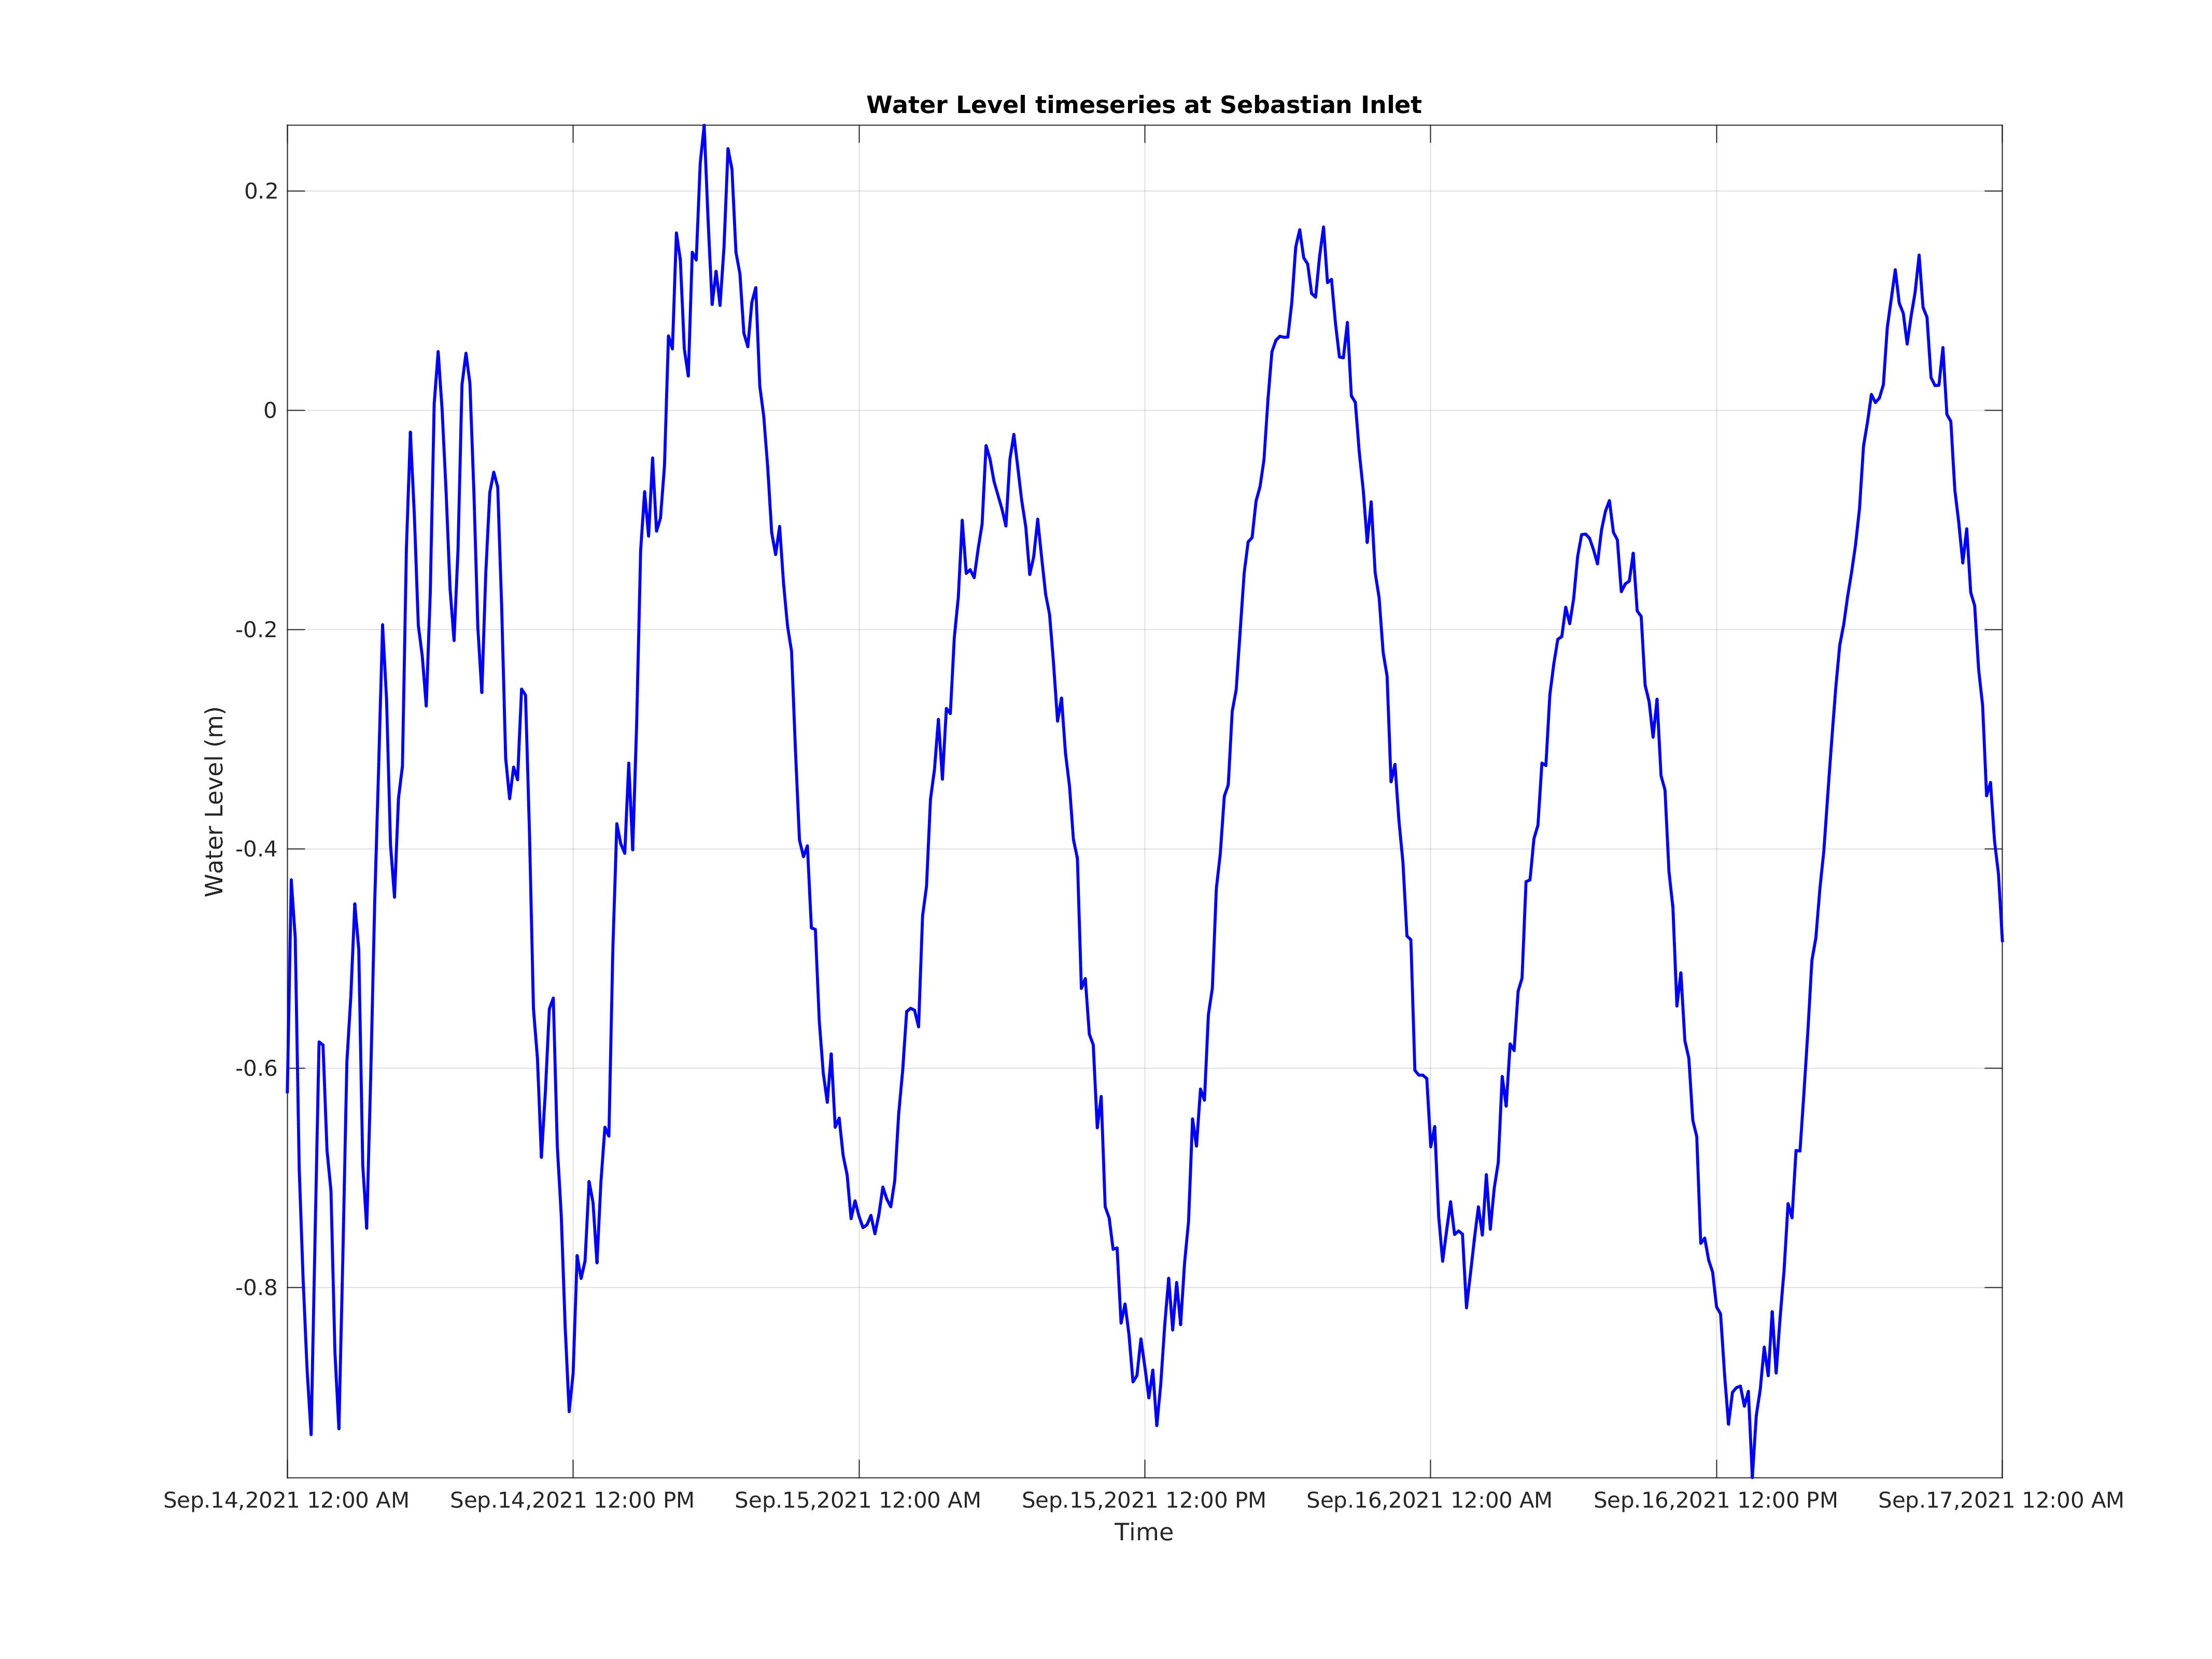 Water Level timeseries at Sebastian Inlet
0.2
0
-0.2
-0.4
-0.6
-0.8
Water Level (m)
Sep.14,2021 12:00 AM
Sep.14,2021 12:00 PM
Sep.15,2021 12:00 AM
Sep.15,2021 12:00 PM
Sep.16,2021 12:00 AM
Sep.16,2021 12:00 PM
Sep.17,2021 12:00 AM
Time